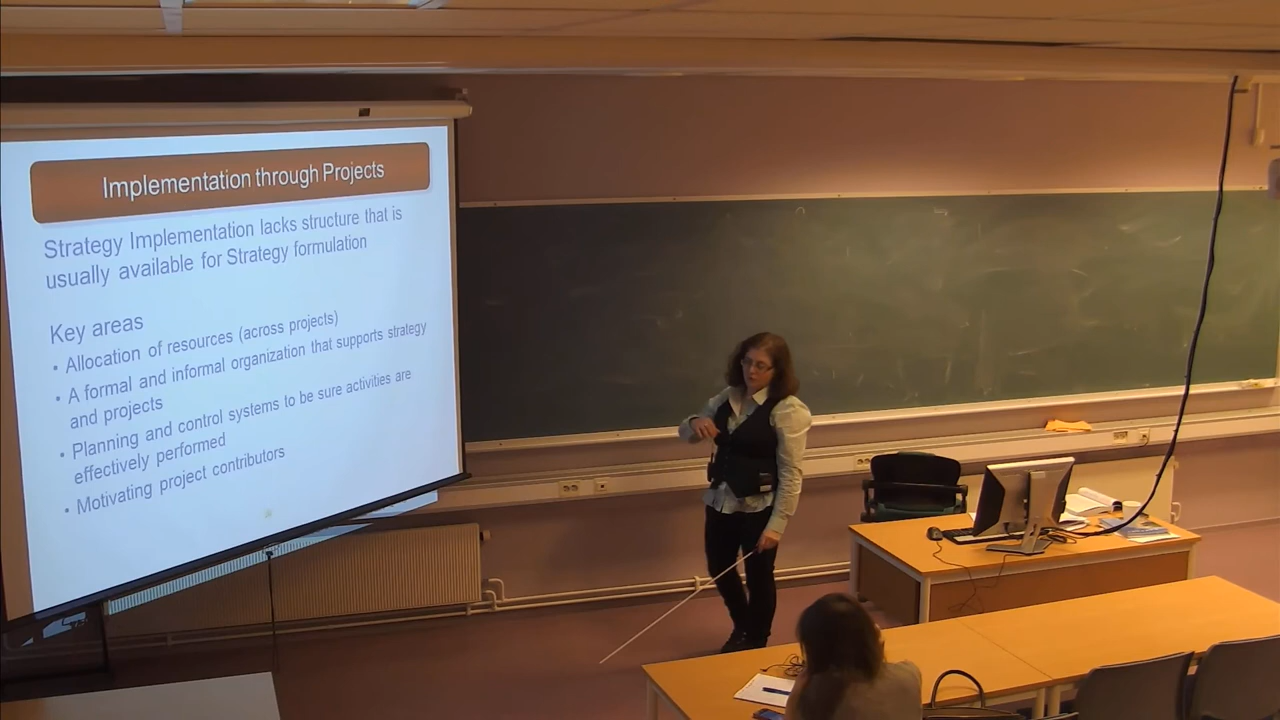 Implementation through Projects
Strategy Implementation lacks structure that is
usually available for Strategy formulation
Key areas
• Allocation of resources (across projects)
• A formal and informal organization that supports strategy
and projects
• Planning and control systems to be sure activities are
effectively performed
• Motivating project contributors